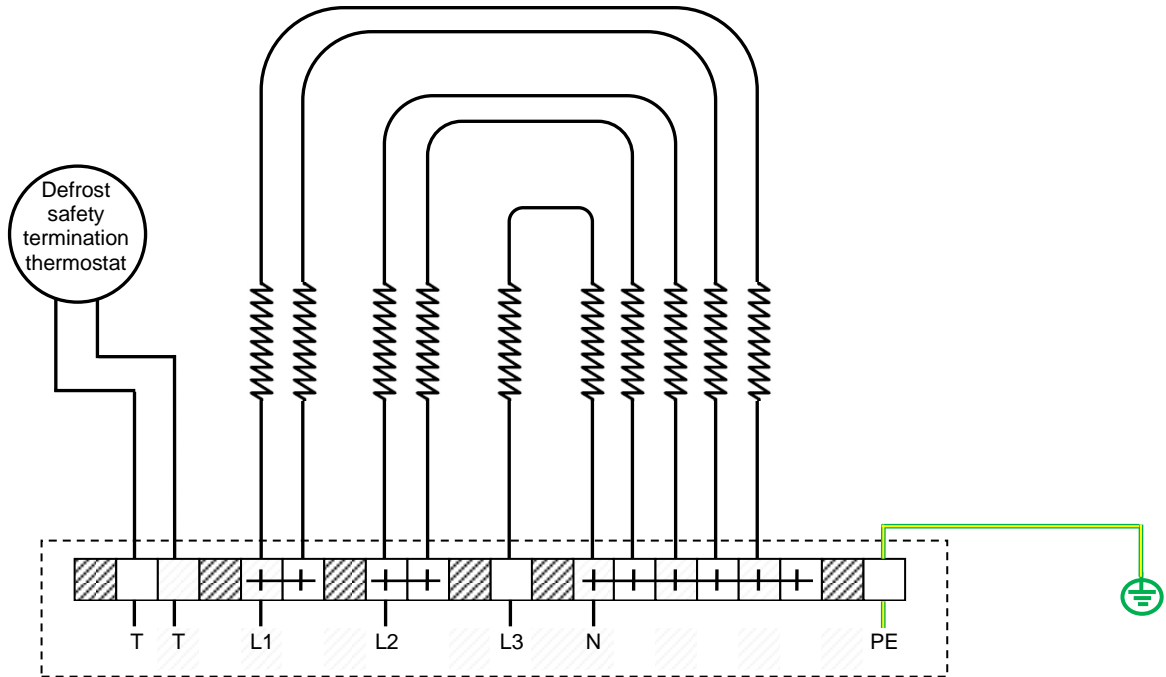 Defrost
safety
termination
thermostat
T T L1 L2 L3 N PE